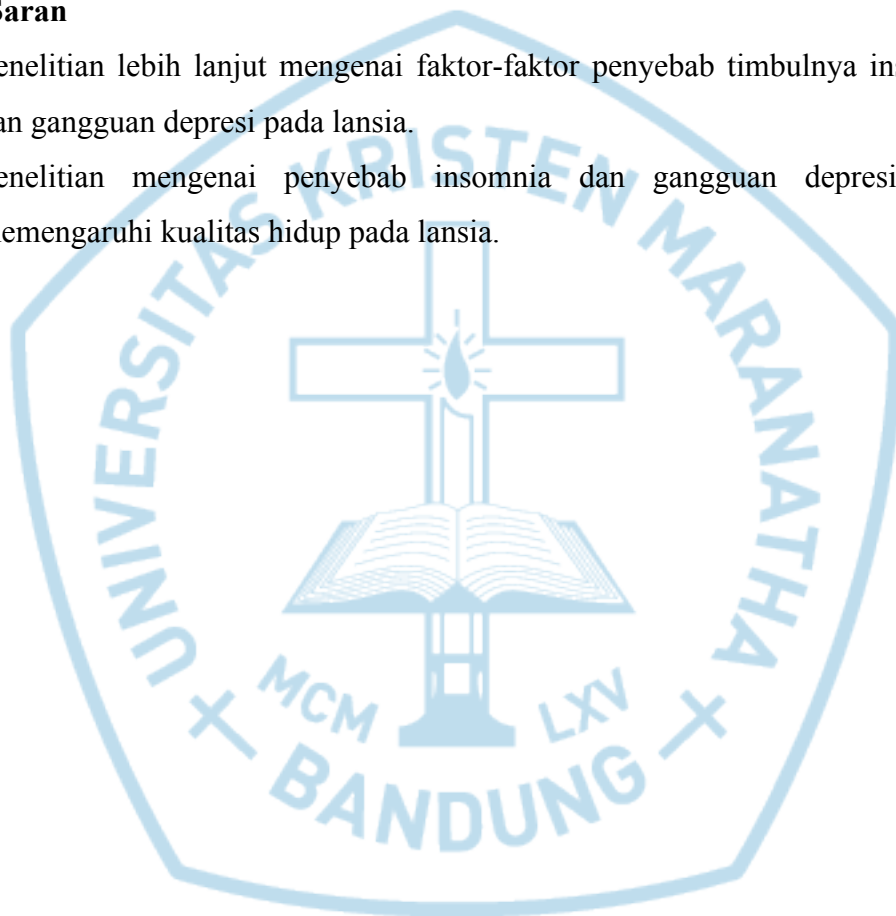 Saran
enelitian lebih lanjut mengenai faktor-faktor penyebab timbulnya in
an gangguan depresi pada lansia.
enelitian mengenai penyebab insomnia dan gangguan depresi
emengaruhi kualitas hidup pada lansia.
UNIVERSITAS KRISTEN MARANATHA
MCM LXV
BANDUNG